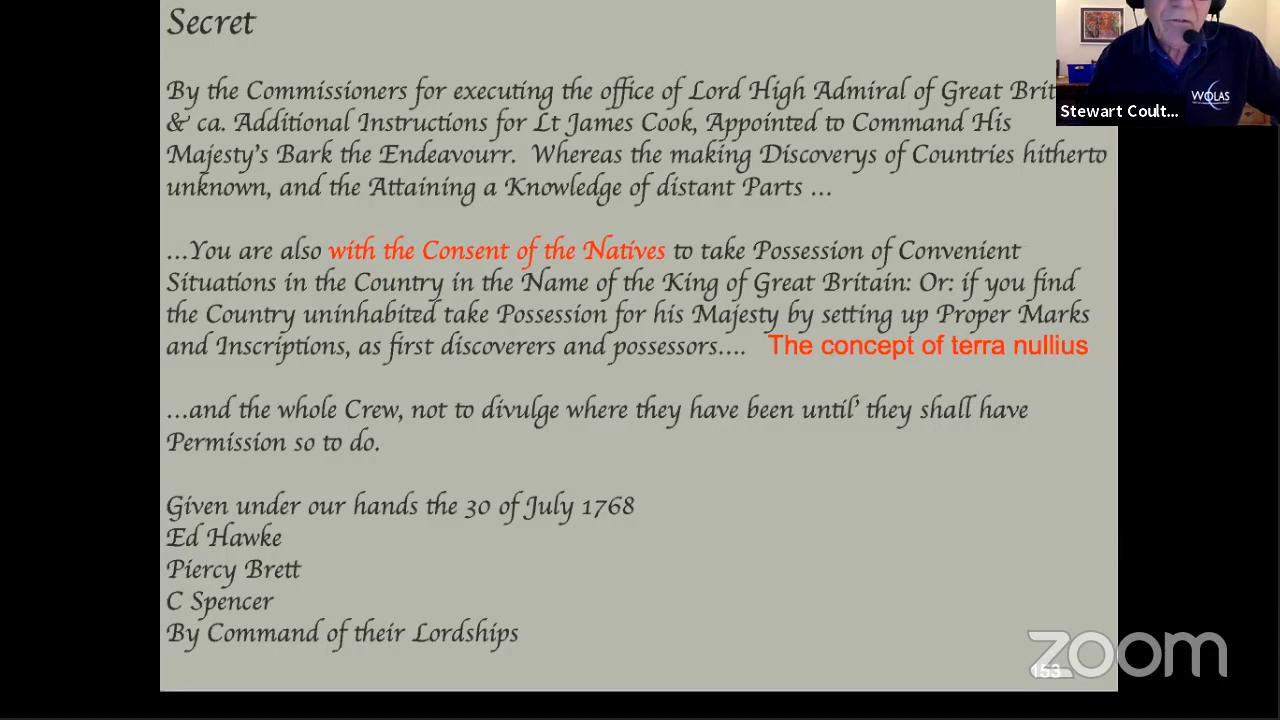 Secret
By the Commissioners for executing the office of Lord High Admiral of Great Brit
& ca. Additional Instructions for Lt James Cook, Appointed to Command His
Majesty's Bark the Endeavourr. Whereas the making Discoverys of Countries hitherto
unknown, and the Attaining a Knowledge of distant Parts ...
...You are also with the Consent of the Natives to take Possession of Convenient
Situations in the Country in the Name of the King of Great Britain: Or: if you find
the Country uninhabited take Possession for his Majesty by setting up Proper Marks
and Inscriptions, as first discoverers and possessors.... The concept of terra nullius
...and the whole Crew, not to divulge where they have been until' they shall have
Permission so to do.
Given under our hands the 30 of July 1768
Ed Hawke
Piercy Brett
C Spencer
By Command of their Lordships
WOLAS
Stewart Coult...
zoom
153